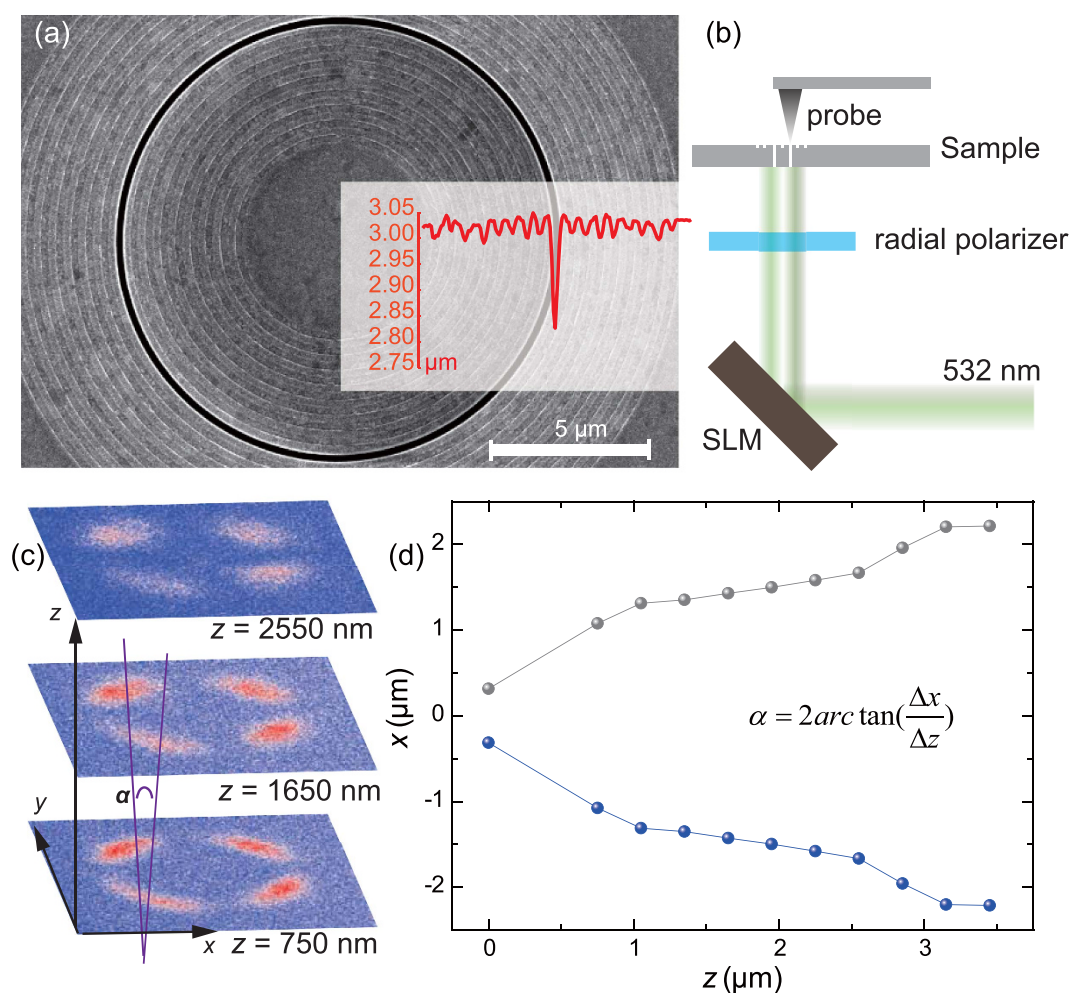 (a)
3.05
3.00
2.95
2.90
2.85
2.80
2.75
µm
5 µm
(b)
probe
Sample
radial polarizer
532 nm
SLM
(c)
z
z = 2550 nm
α
z = 1650 nm
y
x
z = 750 nm
(d)
2
1
0
-1
-2
x (µm)
α = 2arc tan(Δx/Δz)
0
1
2
3
z (µm)